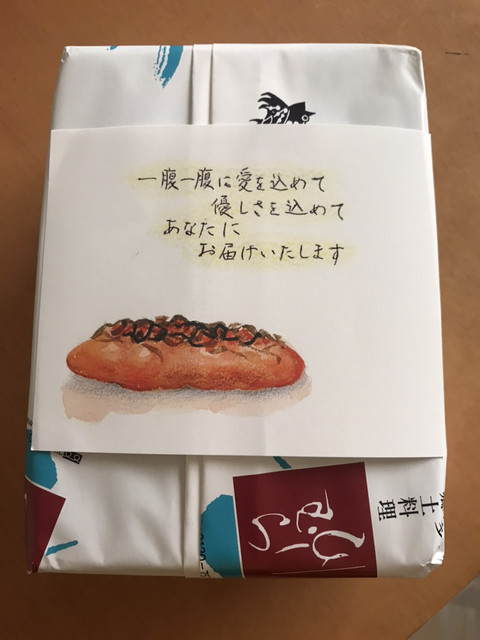 一腹一腹に愛を込めて
優しさを込めて
あなたに
お届けいたします
土料理